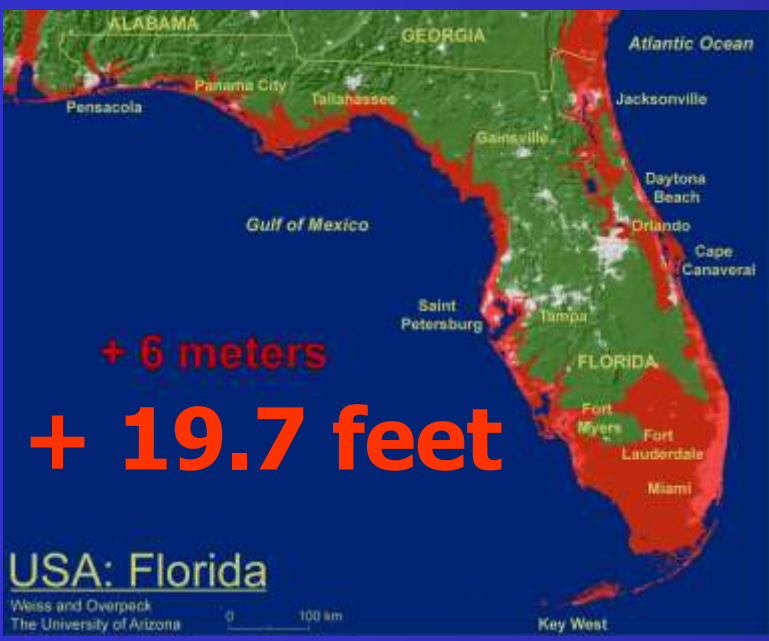 ALABAMA
GEORGIA
Atlantic Ocean
Panama City
Pensacola
Tallahassee
Jacksonville
Gainsville
Daytona
Beach
Gulf of Mexico
Orlando
Cape
Canaveral
Saint
Petersburg
Tampa
+ 6 meters
FLORIDA
+ 19.7 feet
Fort
Myers
Fort
Lauderdale
Miami
USA: Florida
Weiss and Overpeck
The University of Arizona
0 100 km
Key West